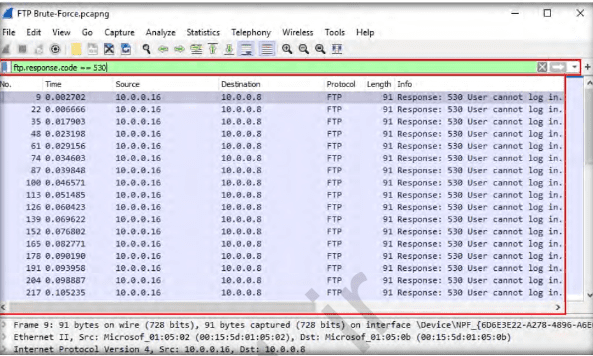 FTP Brute-Force.pcapng
File Edit View Go Capture Analyze Statistics Telephony Wireless Tools Help
ftp.response.code == 530
No. Time Source Destination Protocol Length Info
9 0.002702 10.0.0.16 10.0.0.8 FTP 91 Response: 530 User cannot log in.
22 0.006666 10.0.0.16 10.0.0.8 FTP 91 Response: 530 User cannot log in.
35 0.017903 10.0.0.16 10.0.0.8 FTP 91 Response: 530 User cannot log in.
48 0.023198 10.0.0.16 10.0.0.8 FTP 91 Response: 530 User cannot log in.
61 0.029156 10.0.0.16 10.0.0.8 FTP 91 Response: 530 User cannot log in.
74 0.034603 10.0.0.16 10.0.0.8 FTP 91 Response: 530 User cannot log in.
87 0.039848 10.0.0.16 10.0.0.8 FTP 91 Response: 530 User cannot log in.
100 0.046571 10.0.0.16 10.0.0.8 FTP 91 Response: 530 User cannot log in.
113 0.051485 10.0.0.16 10.0.0.8 FTP 91 Response: 530 User cannot log in.
126 0.060423 10.0.0.16 10.0.0.8 FTP 91 Response: 530 User cannot log in.
139 0.069622 10.0.0.16 10.0.0.8 FTP 91 Response: 530 User cannot log in.
152 0.076802 10.0.0.16 10.0.0.8 FTP 91 Response: 530 User cannot log in.
165 0.082771 10.0.0.16 10.0.0.8 FTP 91 Response: 530 User cannot log in.
178 0.090190 10.0.0.16 10.0.0.8 FTP 91 Response: 530 User cannot log in.
191 0.093958 10.0.0.16 10.0.0.8 FTP 91 Response: 530 User cannot log in.
204 0.098887 10.0.0.16 10.0.0.8 FTP 91 Response: 530 User cannot log in.
217 0.105235 10.0.0.16 10.0.0.8 FTP 91 Response: 530 User cannot log in.
Frame 9: 91 bytes on wire (728 bits), 91 bytes captured (728 bits) on interface \Device\NPF_{6D6E3E22-A278-4896-A6E
Ethernet II, Src: Microsof_01:05:02 (00:15:5d:01:05:02), Dst: Microsof_01:05:0b (00:15:5d:01:05:0b)
Internet Protocol Version 4, Src: 10.0.0.16, Dst: 10.0.0.8
ir